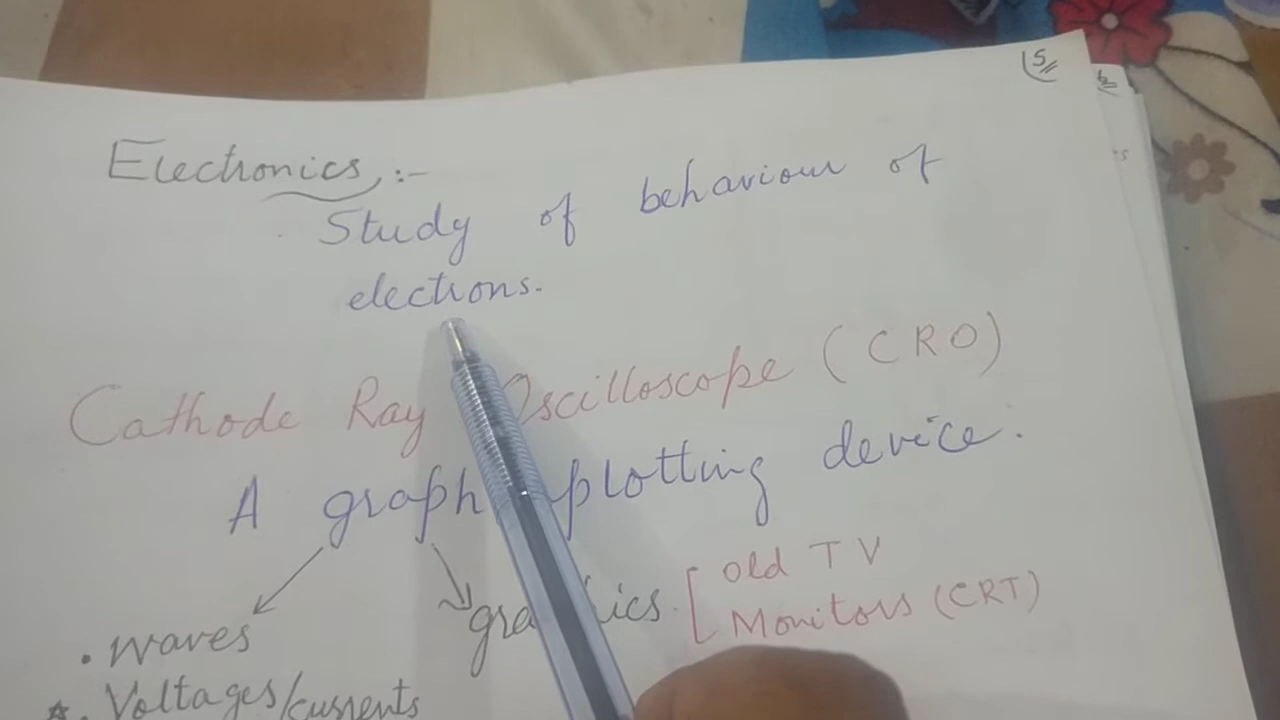 5
Electronics :-
Study of behaviour of
electrons.
Cathode Ray Oscilloscope (CRO)
A graph plotting device.
graphics [ Old TV
Monitors (CRT)
• waves
Voltages/currents